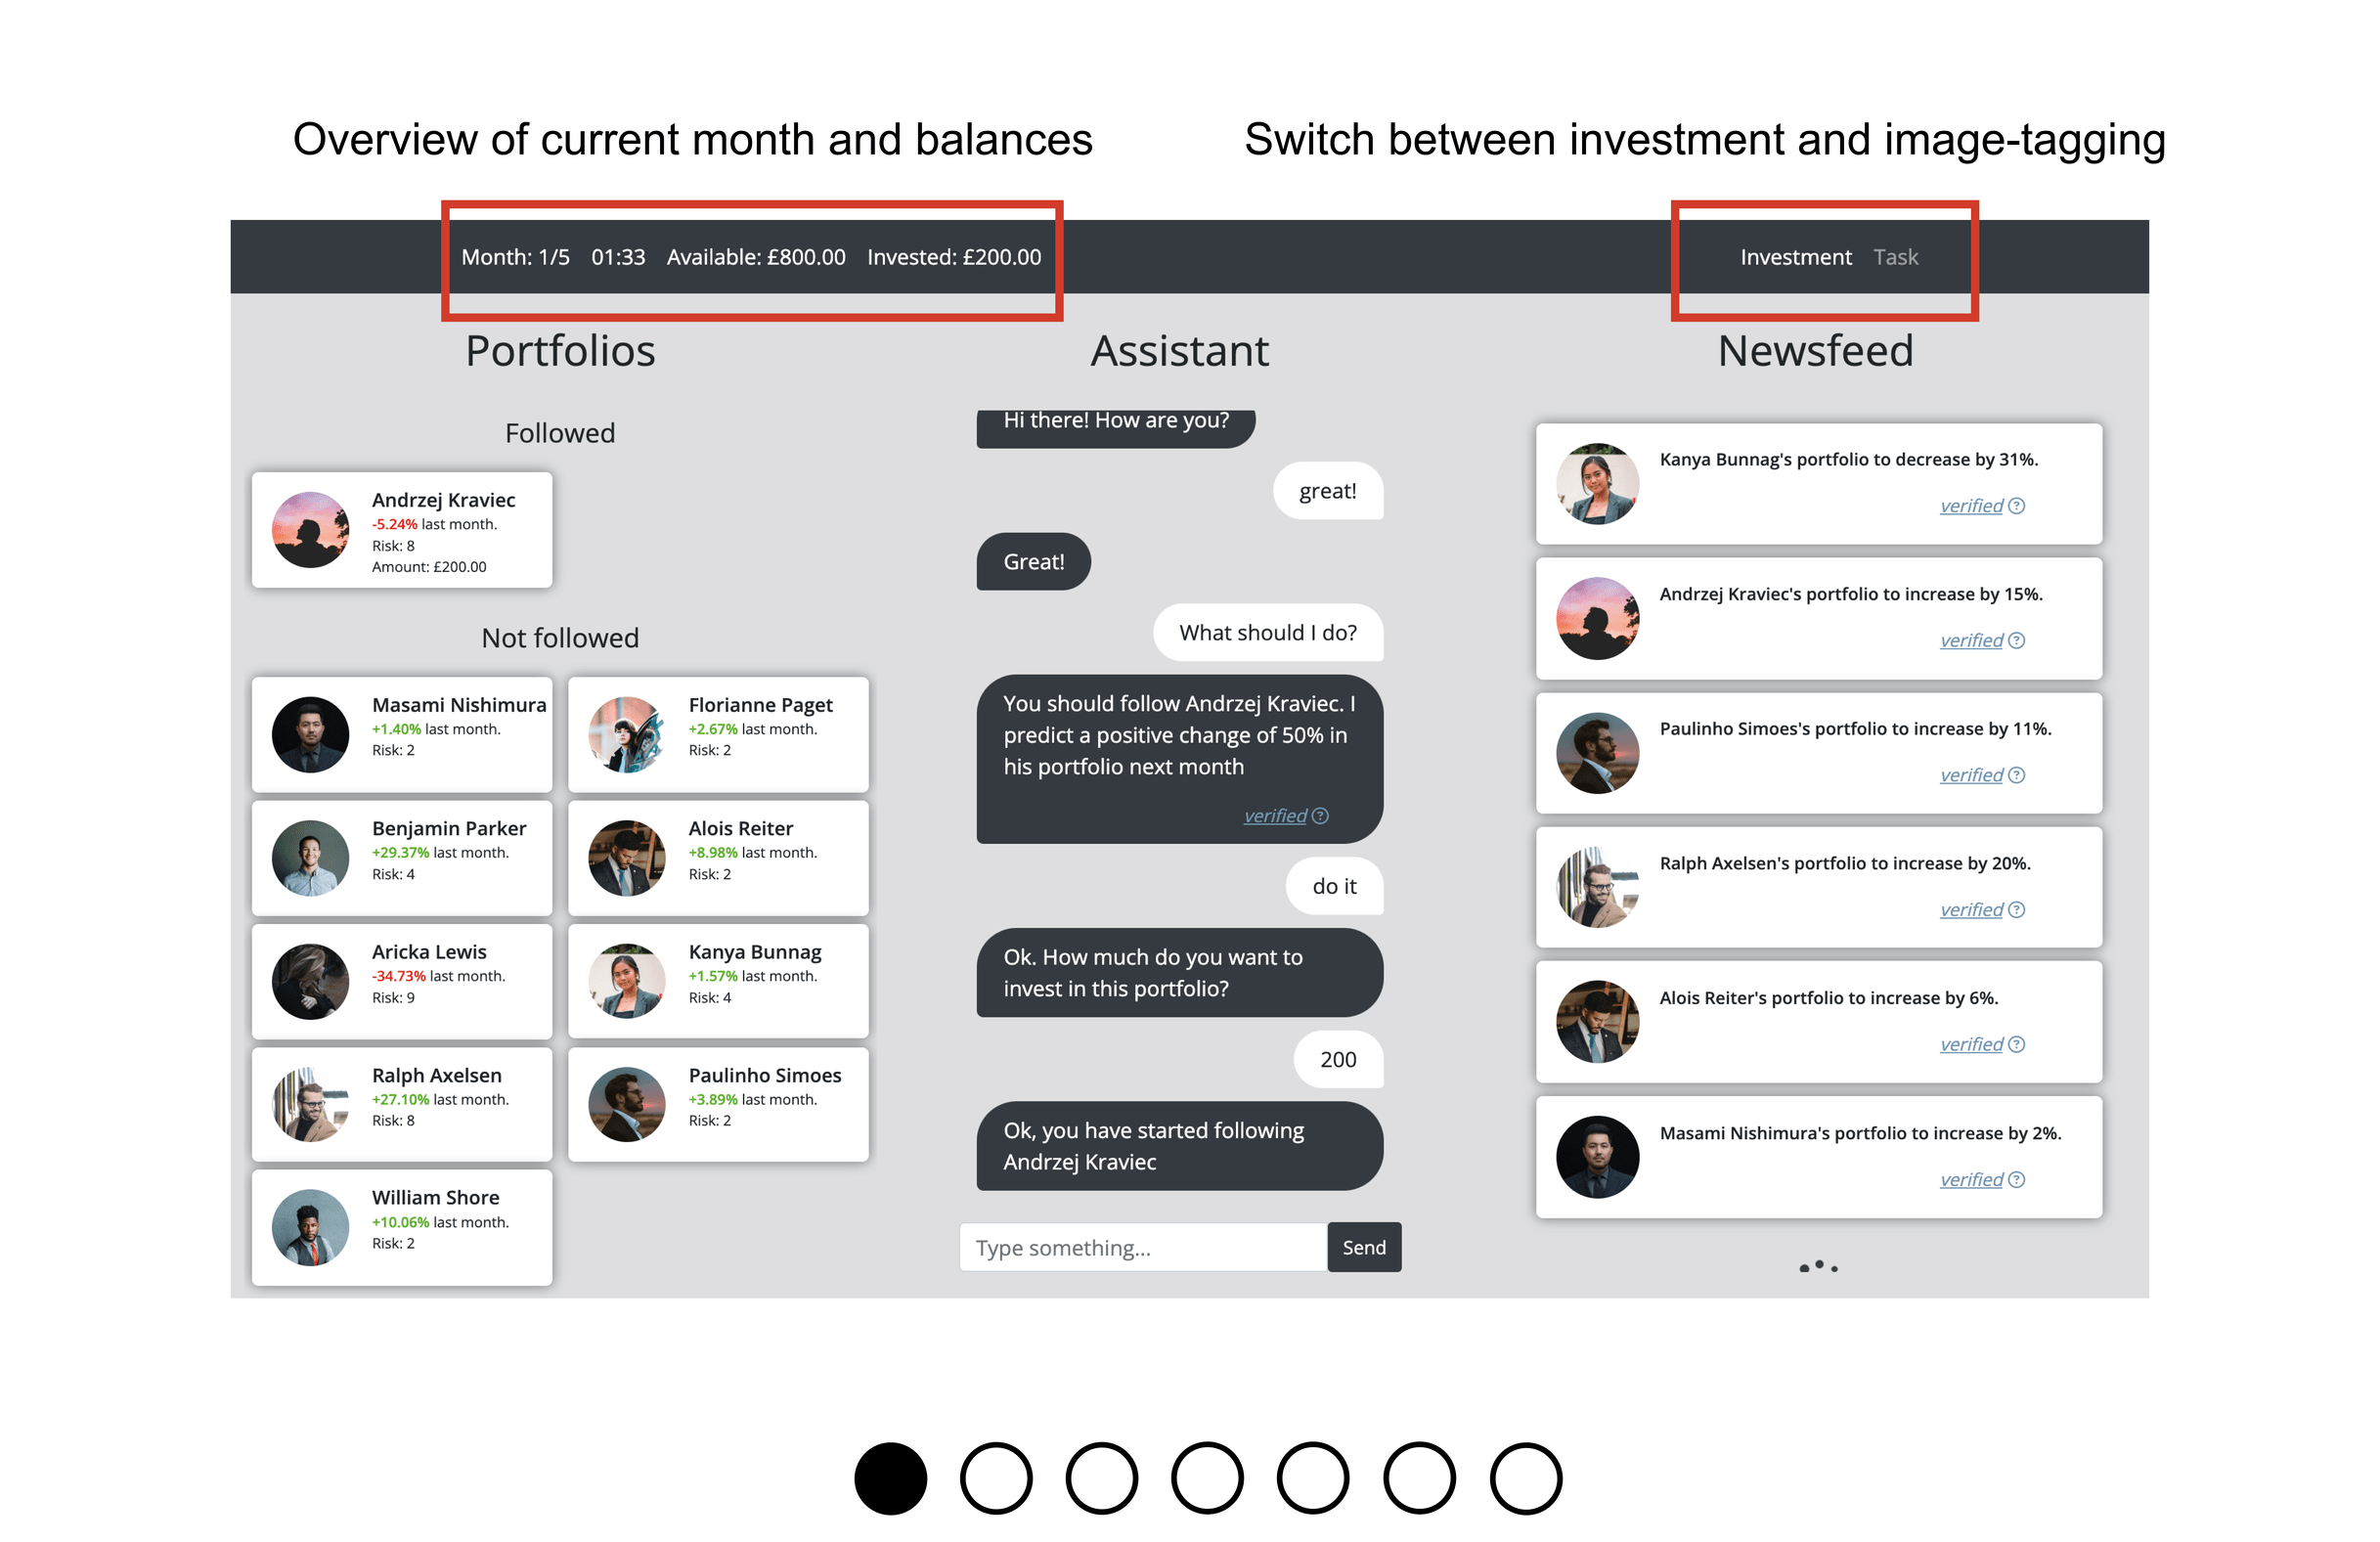 Overview of current month and balances
Switch between investment and image-tagging
Month: 1/5 01:33 Available: £800.00 Invested: £200.00
Investment Task
Portfolios
Followed
Andrzej Kraviec
-5.24% last month.
Risk: 8
Amount: £200.00
Not followed
Masami Nishimura
+1.40% last month.
Risk: 2
Florianne Paget
+2.67% last month.
Risk: 2
Benjamin Parker
+29.37% last month.
Risk: 4
Alois Reiter
+8.98% last month.
Risk: 2
Aricka Lewis
-34.73% last month.
Risk: 9
Kanya Bunnag
+1.57% last month.
Risk: 4
Ralph Axelsen
+27.10% last month.
Risk: 8
Paulinho Simoes
+3.89% last month.
Risk: 2
William Shore
+10.06% last month.
Risk: 2
Assistant
Hi there! How are you?
great!
Great!
What should I do?
You should follow Andrzej Kraviec. I
predict a positive change of 50% in
his portfolio next month
verified ?
do it
Ok. How much do you want to
invest in this portfolio?
200
Ok, you have started following
Andrzej Kraviec
Type something...
Send
Newsfeed
Kanya Bunnag's portfolio to decrease by 31%.
verified ?
Andrzej Kraviec's portfolio to increase by 15%.
verified ?
Paulinho Simoes's portfolio to increase by 11%.
verified ?
Ralph Axelsen's portfolio to increase by 20%.
verified ?
Alois Reiter's portfolio to increase by 6%.
verified ?
Masami Nishimura's portfolio to increase by 2%.
verified ?